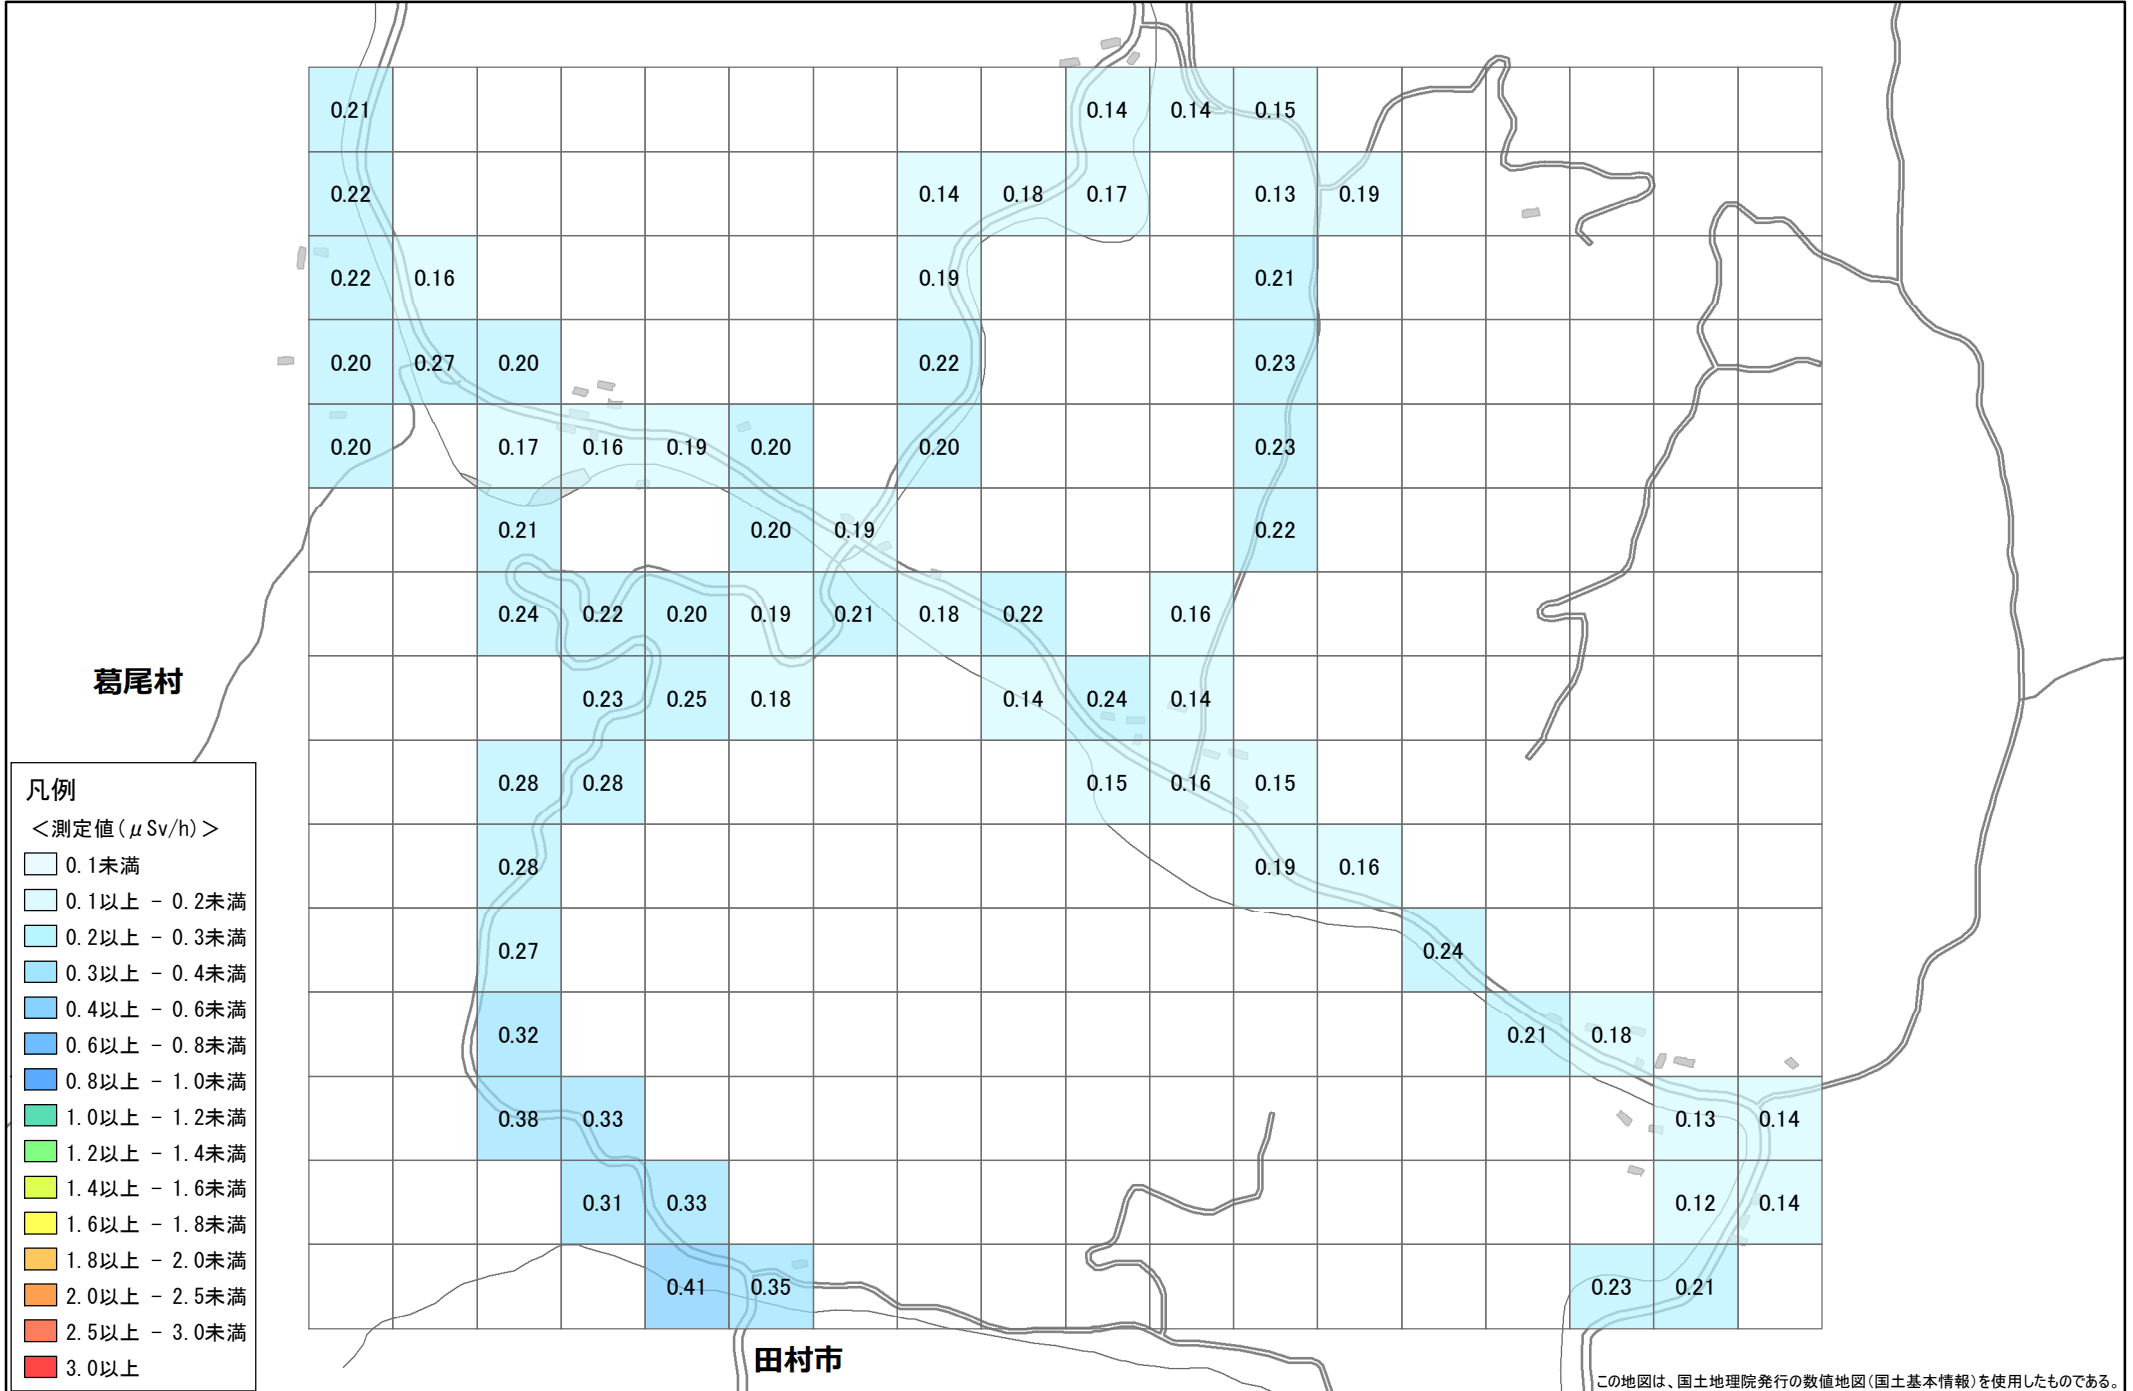 0.21 0.14 0.14 0.15
0.22 0.14 0.18 0.17 0.13 0.19
0.22 0.16 0.19 0.21
0.20 0.27 0.20 0.22 0.23
0.20 0.17 0.16 0.19 0.20 0.20 0.23
0.21 0.20 0.19 0.22
0.24 0.22 0.20 0.19 0.21 0.18 0.22 0.16
葛尾村
0.23 0.25 0.18 0.14 0.24 0.14
0.28 0.28 0.15 0.16 0.15
0.28 0.19 0.16
0.27 0.24
0.32 0.21 0.18
0.38 0.33 0.13 0.14
0.31 0.33 0.12 0.14
0.41 0.35 0.23 0.21
田村市
凡例
＜測定値(μSv/h)＞
0.1未満
0.1以上 － 0.2未満
0.2以上 － 0.3未満
0.3以上 － 0.4未満
0.4以上 － 0.6未満
0.6以上 － 0.8未満
0.8以上 － 1.0未満
1.0以上 － 1.2未満
1.2以上 － 1.4未満
1.4以上 － 1.6未満
1.6以上 － 1.8未満
1.8以上 － 2.0未満
2.0以上 － 2.5未満
2.5以上 － 3.0未満
3.0以上
この地図は、国土地理院発行の数値地図(国土基本情報)を使用したものである。